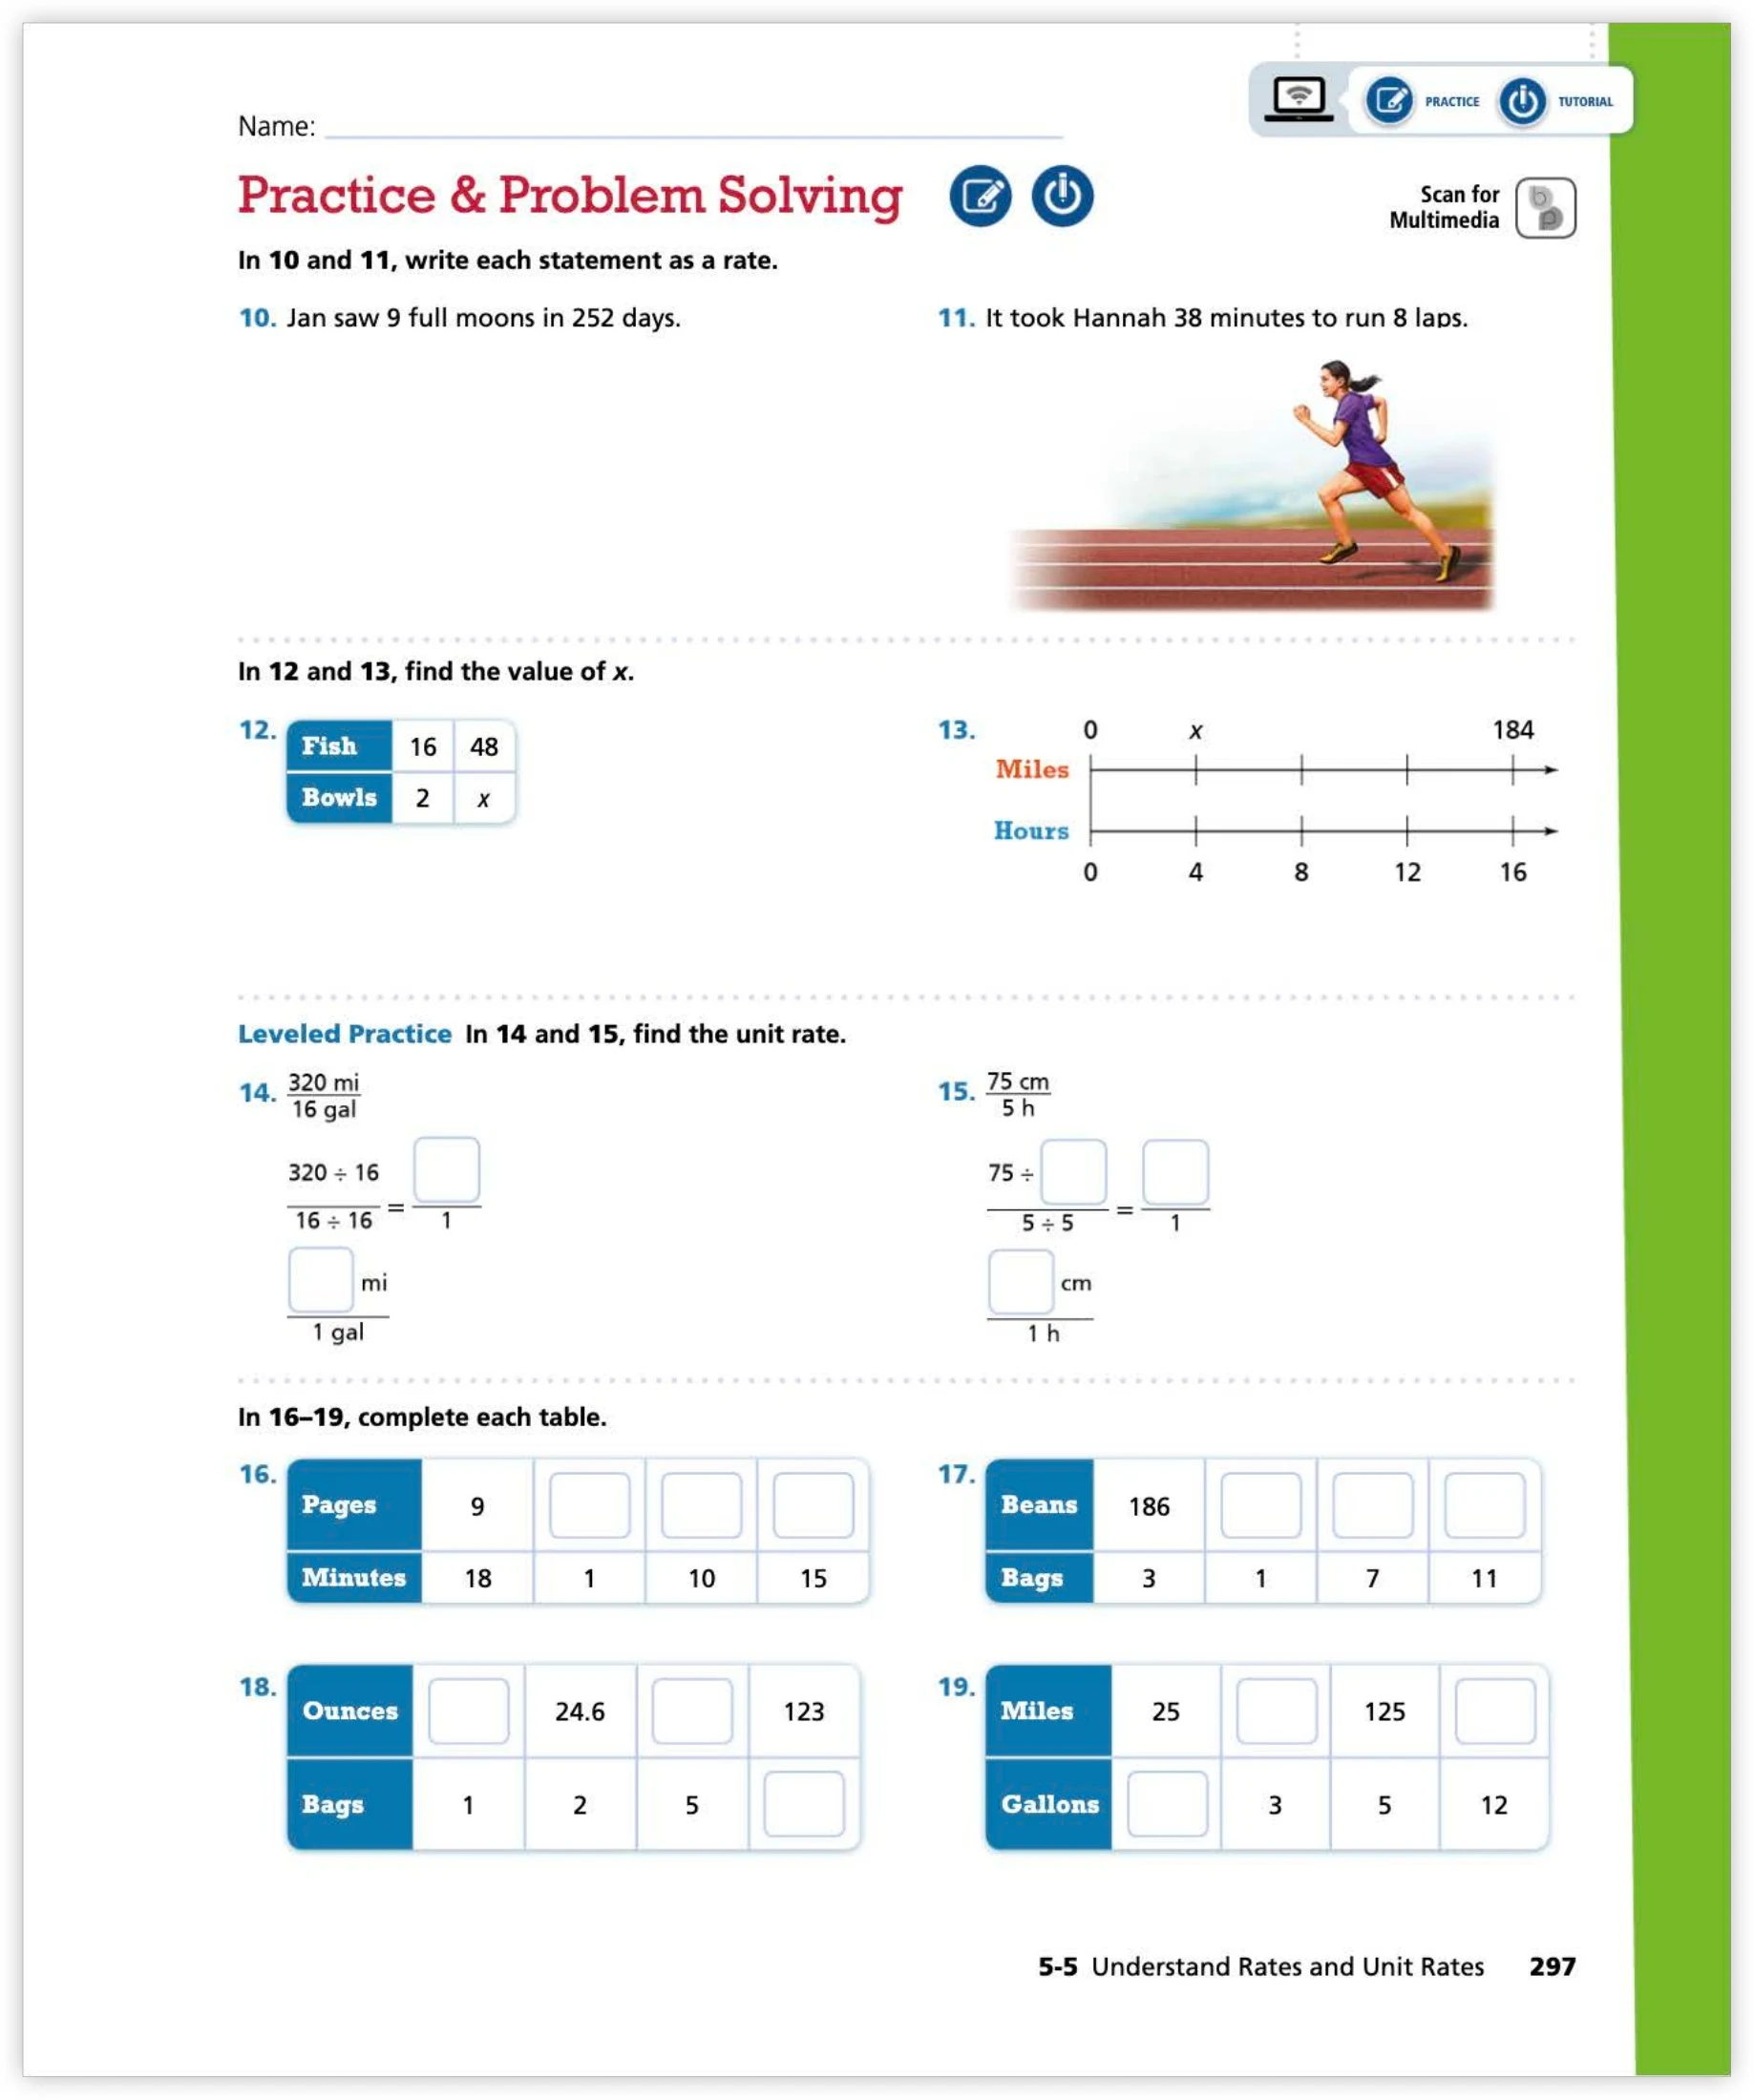 PRACTICE TUTORIAL
Name:
Practice & Problem Solving
Scan for
Multimedia
In 10 and 11, write each statement as a rate.
10. Jan saw 9 full moons in 252 days.
11. It took Hannah 38 minutes to run 8 laps.
In 12 and 13, find the value of x.
12.
Fish 16 48
Bowls 2 x
13.
0 x 184
Miles
Hours
0 4 8 12 16
Leveled Practice In 14 and 15, find the unit rate.
14. 320 mi
16 gal
320 ÷ 16
16 ÷ 16 = 1
mi
1 gal
15. 75 cm
5 h
75 ÷
5 ÷ 5 = 1
cm
1 h
In 16–19, complete each table.
16.
Pages 9
Minutes 18 1 10 15
17.
Beans 186
Bags 3 1 7 11
18.
Ounces 24.6 123
Bags 1 2 5
19.
Miles 25 125
Gallons 3 5 12
5-5 Understand Rates and Unit Rates 297